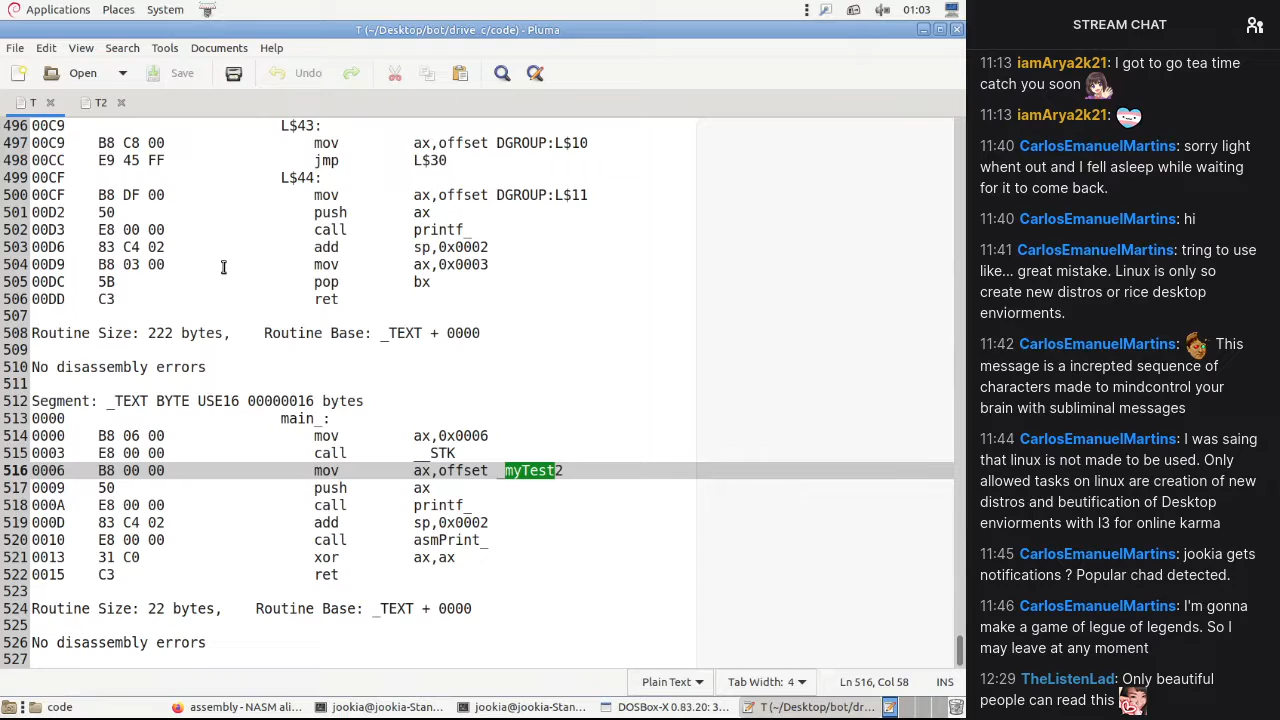 Applications Places System 01:03
T (~/Desktop/bot/drive_c/code) - Pluma
File Edit View Search Tools Documents Help
Open Save Undo
T T2
496 00C9 L$43:
497 00C9 B8 C8 00 mov ax,offset DGROUP:L$10
498 00CC E9 45 FF jmp L$30
499 00CF L$44:
500 00CF B8 DF 00 mov ax,offset DGROUP:L$11
501 00D2 50 push ax
502 00D3 E8 00 00 call printf_
503 00D6 83 C4 02 add sp,0x0002
504 00D9 B8 03 00 mov ax,0x0003
505 00DC 5B pop bx
506 00DD C3 ret
507
508 Routine Size: 222 bytes, Routine Base: _TEXT + 0000
509
510 No disassembly errors
511
512 Segment: _TEXT BYTE USE16 00000016 bytes
513 0000 main_:
514 0000 B8 06 00 mov ax,0x0006
515 0003 E8 00 00 call __STK
516 0006 B8 00 00 mov ax,offset _myTest2
517 0009 50 push ax
518 000A E8 00 00 call printf_
519 000D 83 C4 02 add sp,0x0002
520 0010 E8 00 00 call asmPrint_
521 0013 31 C0 xor ax,ax
522 0015 C3 ret
523
524 Routine Size: 22 bytes, Routine Base: _TEXT + 0000
525
526 No disassembly errors
527
Plain Text Tab Width: 4 Ln 516, Col 58 INS
code assembly - NASM ali... jookia@jookia-Stan... jookia@jookia-Stan... DOSBox-X 0.83.20: 3... T (~/Desktop/bot/dr...
STREAM CHAT
11:13 iamArya2k21: I got to go tea time
catch you soon
11:13 iamArya2k21:
11:40 CarlosEmanuelMartins: sorry light
whent out and I fell asleep while waiting
for it to come back.
11:40 CarlosEmanuelMartins: hi
11:41 CarlosEmanuelMartins: tring to use
like... great mistake. Linux is only so
create new distros or rice desktop
enviorments.
11:42 CarlosEmanuelMartins: This
message is a increpted sequence of
characters made to mindcontrol your
brain with subliminal messages
11:44 CarlosEmanuelMartins: I was saing
that linux is not made to be used. Only
allowed tasks on linux are creation of new
distros and beutification of Desktop
enviorments with I3 for online karma
11:45 CarlosEmanuelMartins: jookia gets
notifications ? Popular chad detected.
11:46 CarlosEmanuelMartins: I'm gonna
make a game of legue of legends. So I
may leave at any moment
12:29 TheListenLad: Only beautiful
people can read this